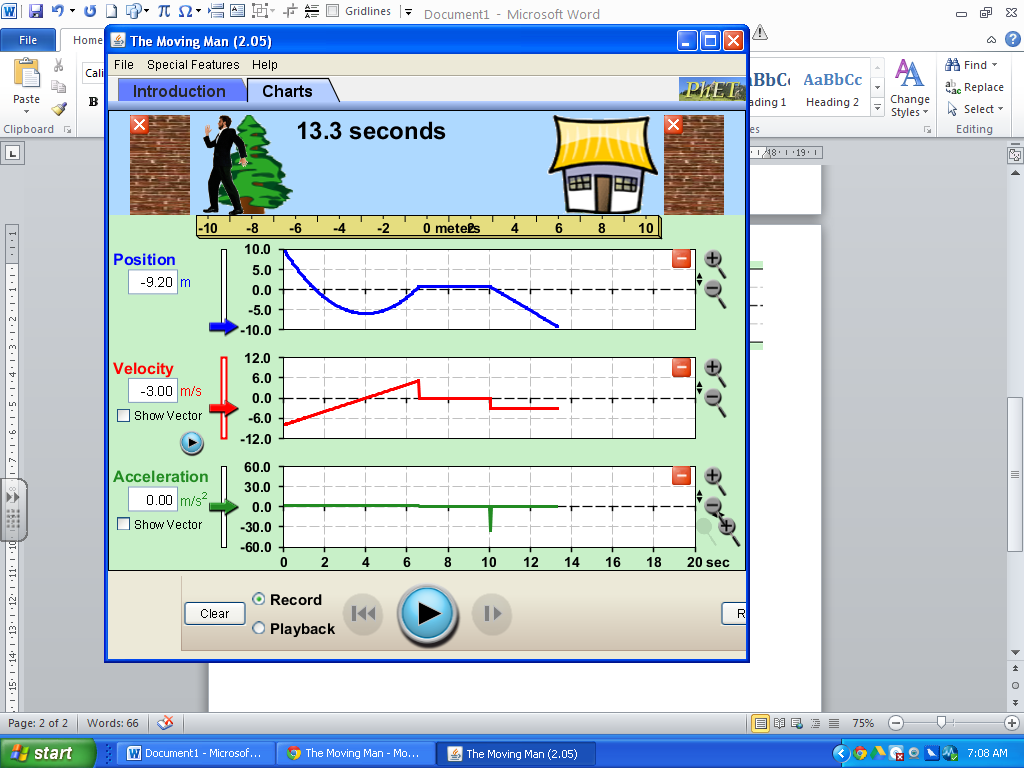 Gridlines
Document1 - Microsoft Word
File
Home
The Moving Man (2.05)
File Special Features Help
Introduction
Charts
PhET
Paste
Cali
B
Clipboard
BbCc
AaBbCc
ading 1
Heading 2
Change
Styles
es
Find
Replace
Select
Editing
13.3 seconds
-10 -8 -6 -4 -2 0 meters 2 4 6 8 10
Position
-9.20 m
10.0
5.0
0.0
-5.0
-10.0
Velocity
-3.00 m/s
Show Vector
12.0
6.0
0.0
-6.0
-12.0
Acceleration
0.00 m/s2
Show Vector
60.0
30.0
0.0
-30.0
-60.0
0 2 4 6 8 10 12 14 16 18 20 sec
Clear
Record
Playback
R
Page: 2 of 2
Words: 66
75%
start
Document1 - Microsof...
The Moving Man - Mo...
The Moving Man (2.05)
7:08 AM